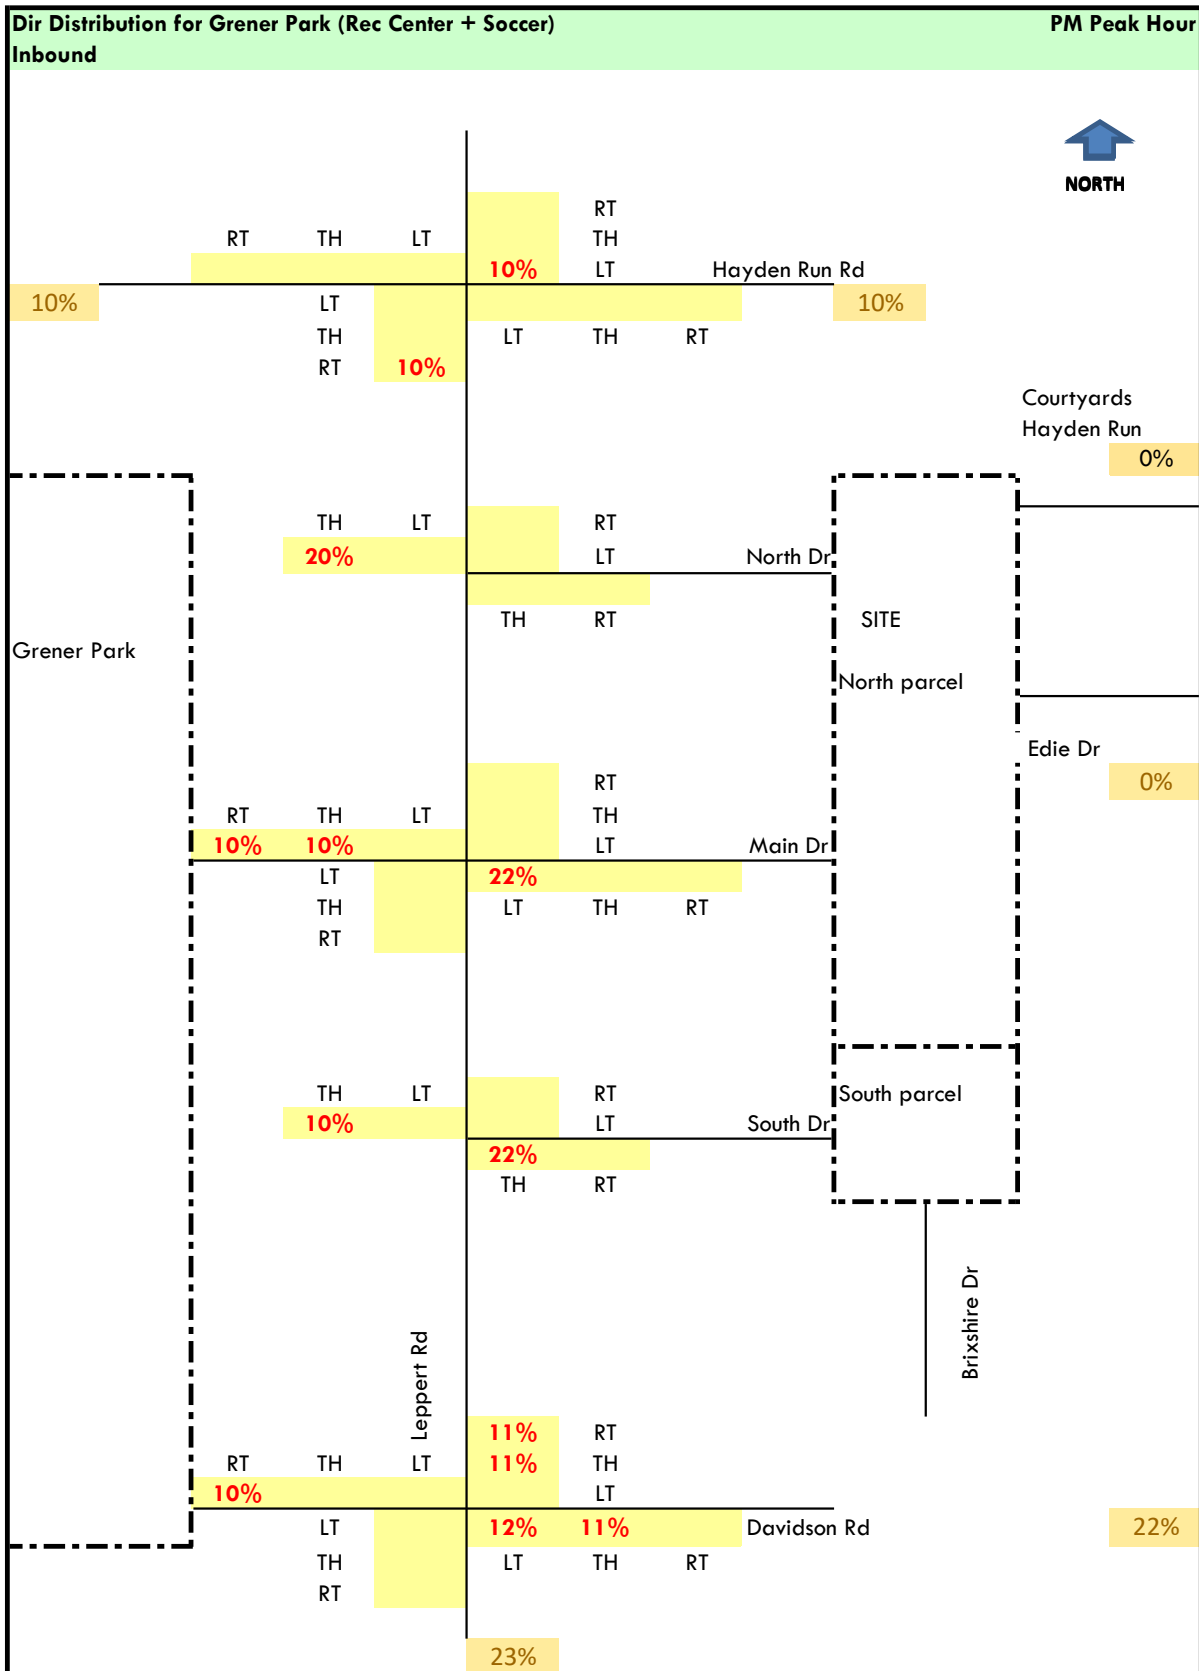 Dir Distribution for Grener Park (Rec Center + Soccer) PM Peak Hour
Inbound
NORTH
RT
RT TH LT TH
10% LT Hayden Run Rd
10% LT 10%
TH LT TH RT
RT 10%
Courtyards
Hayden Run
0%
TH LT RT
20% LT North Dr
TH RT SITE
Grener Park
North parcel
Edie Dr
RT 0%
RT TH LT TH
10% 10% LT Main Dr
LT 22%
TH LT TH RT
RT
TH LT RT South parcel
10% LT South Dr
22%
TH RT
Brixshire Dr
Leppert Rd
11% RT
RT TH LT 11% TH
10% LT
LT 12% 11% Davidson Rd 22%
TH LT TH RT
RT
23%